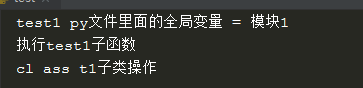 test1 py文件里面的全局变量 = 模块1
执行test1子函数
cl ass t1子类操作